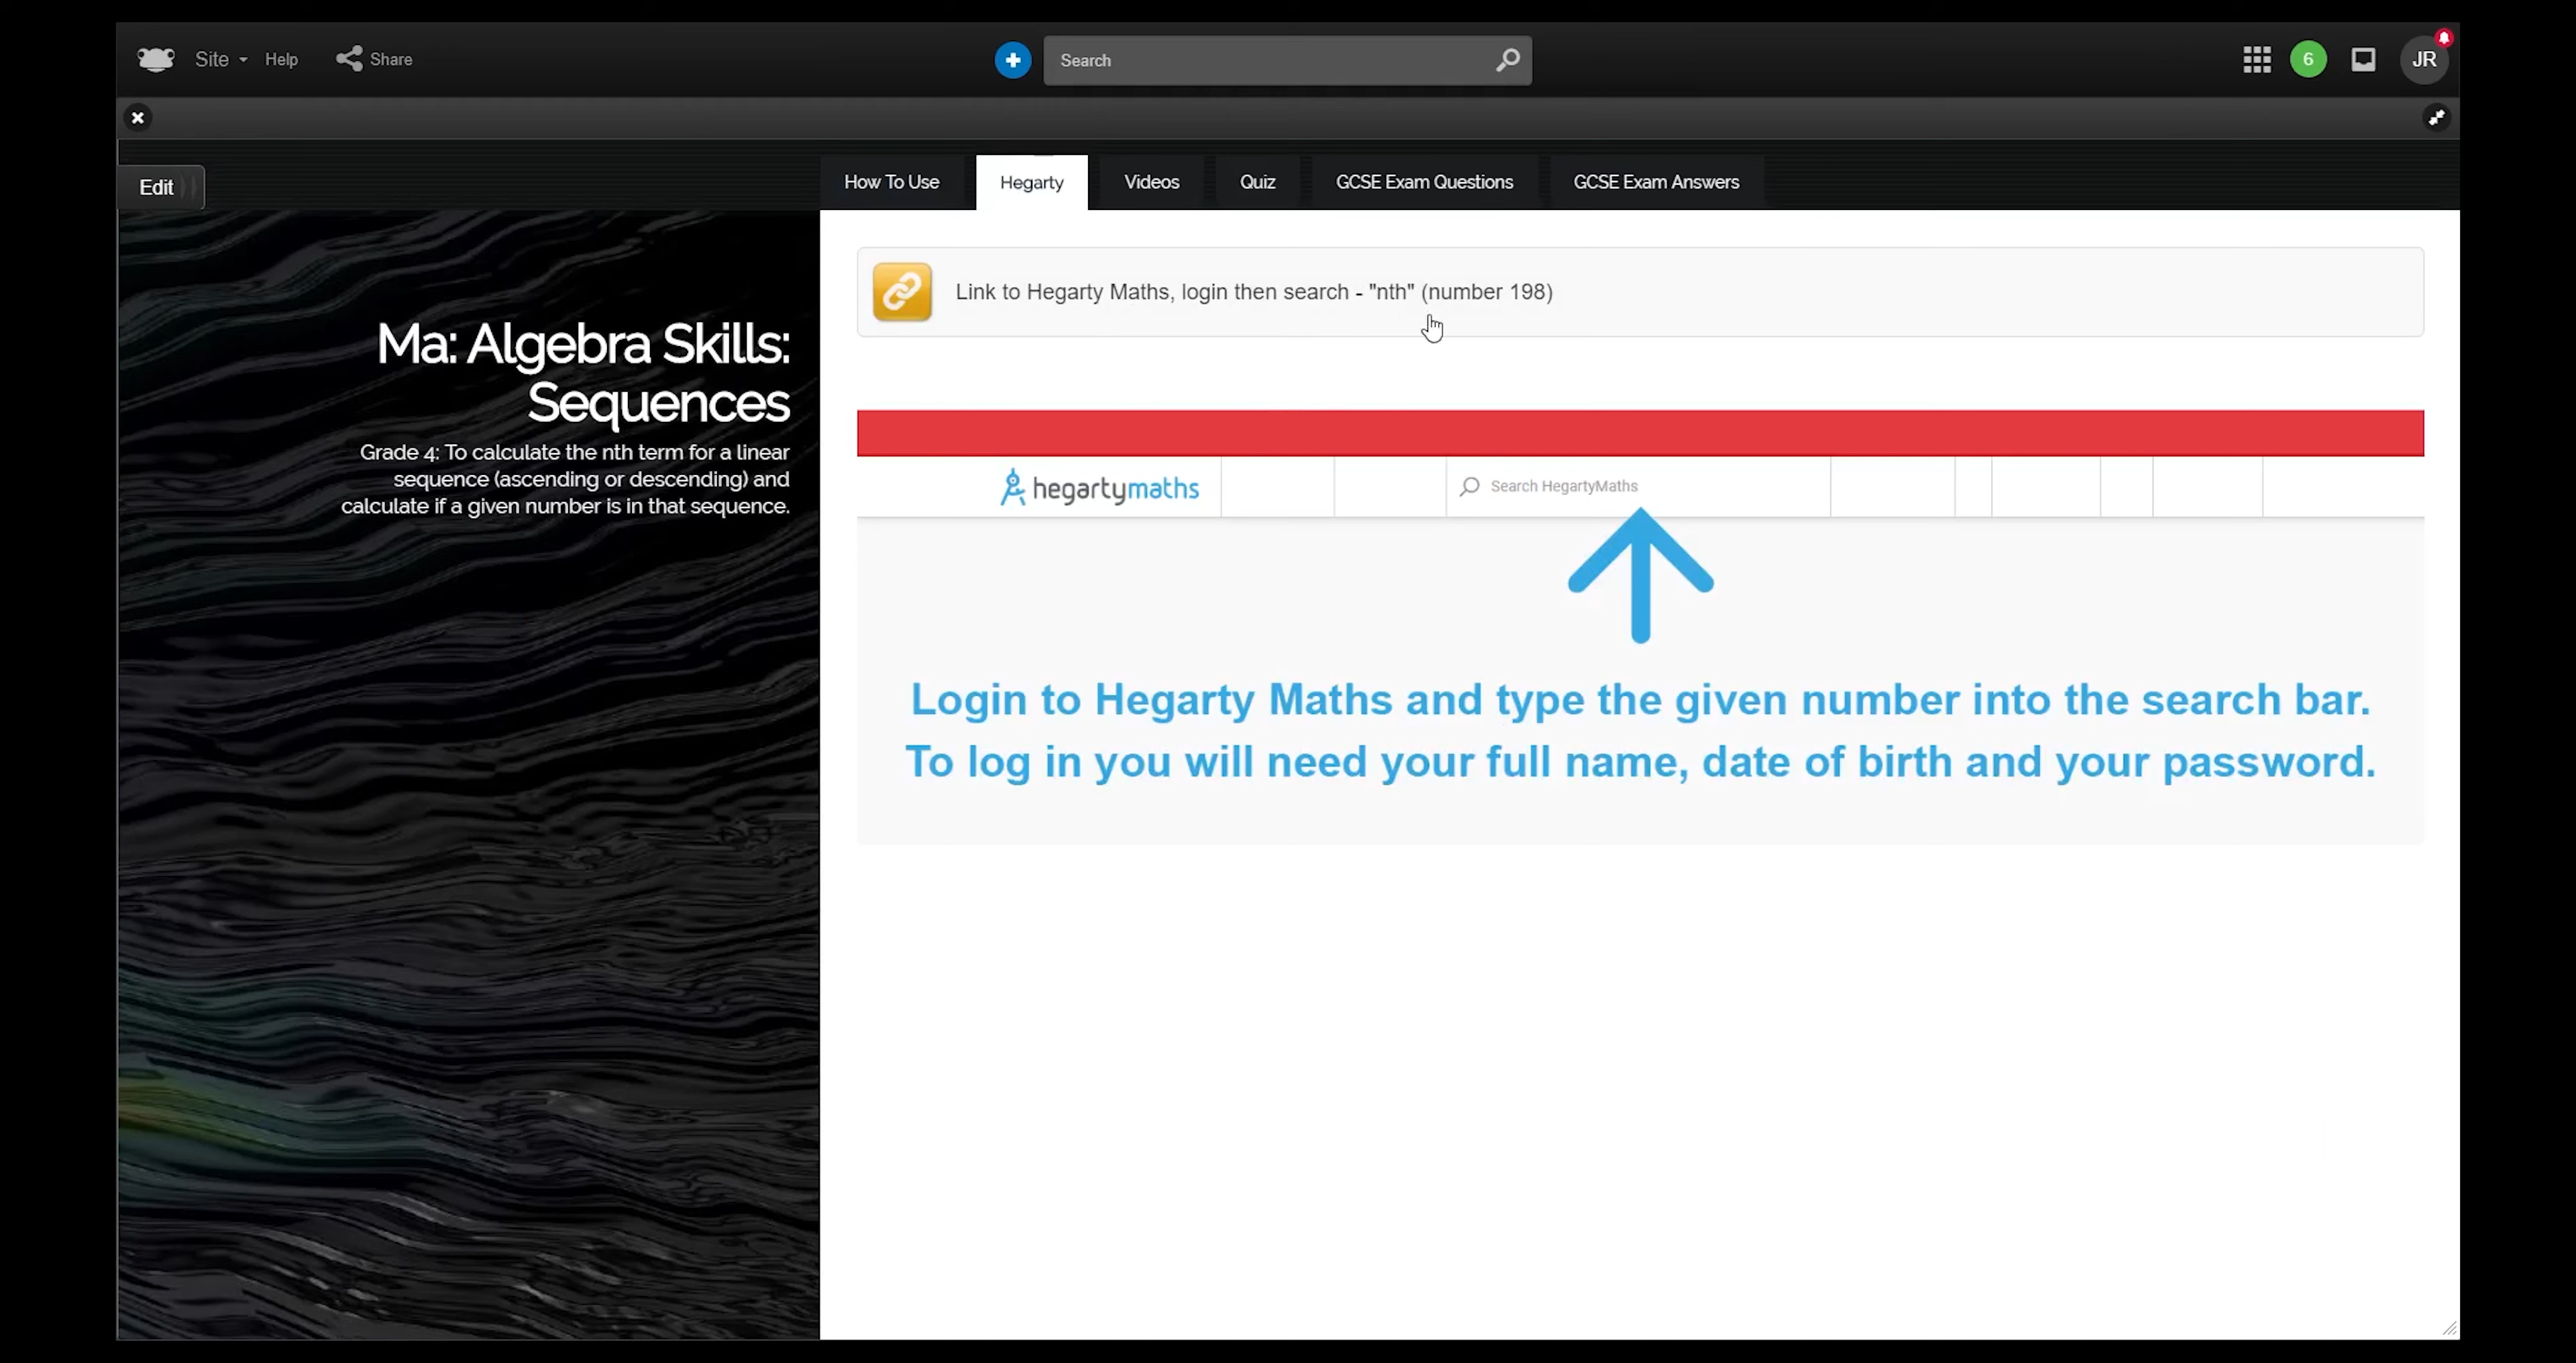 Site
Help
Share
Search
6
JR
Edit
How To Use
Hegarty
Videos
Quiz
GCSE Exam Questions
GCSE Exam Answers
Ma: Algebra Skills:
Sequences
Grade 4: To calculate the nth term for a linear
sequence (ascending or descending) and
calculate if a given number is in that sequence.
Link to Hegarty Maths, login then search - "nth" (number 198)
hegartymaths
Search HegartyMaths
Login to Hegarty Maths and type the given number into the search bar.
To log in you will need your full name, date of birth and your password.